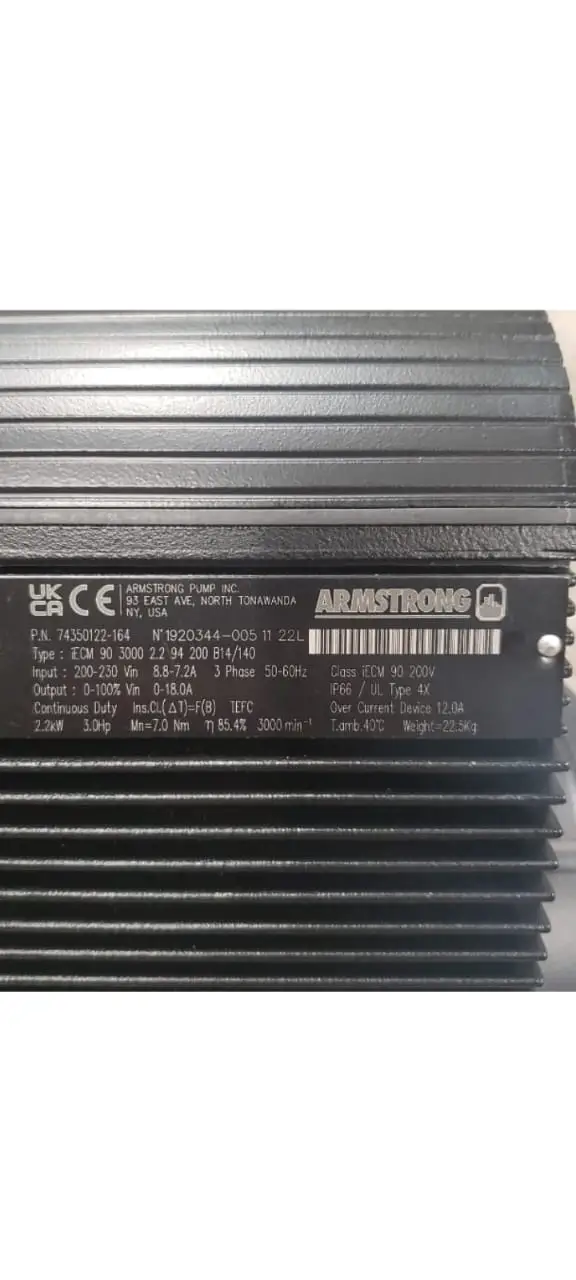 UK CA CE
ARMSTRONG PUMP INC.
93 EAST AVE, NORTH TONAWANDA
NY, USA
ARMSTRONG
P.N. 74350122-164 N°1920344-005 11 22L
Type : iECM 90 3000 2.2 94 200 B14/140
Input : 200-230 Vin 8.8-7.2A 3 Phase 50-60Hz Class iECM 90 200V
Output : 0-100% Vin 0-18.0A IP66 / UL Type 4X
Continuous Duty Ins.Cl.(ΔT)=F(B) TEFC Over Current Device 12.0A
2.2kW 3.0Hp Mn=7.0 Nm η 85.4% 3000 min⁻¹ T.amb.40°C Weight=22.5Kg